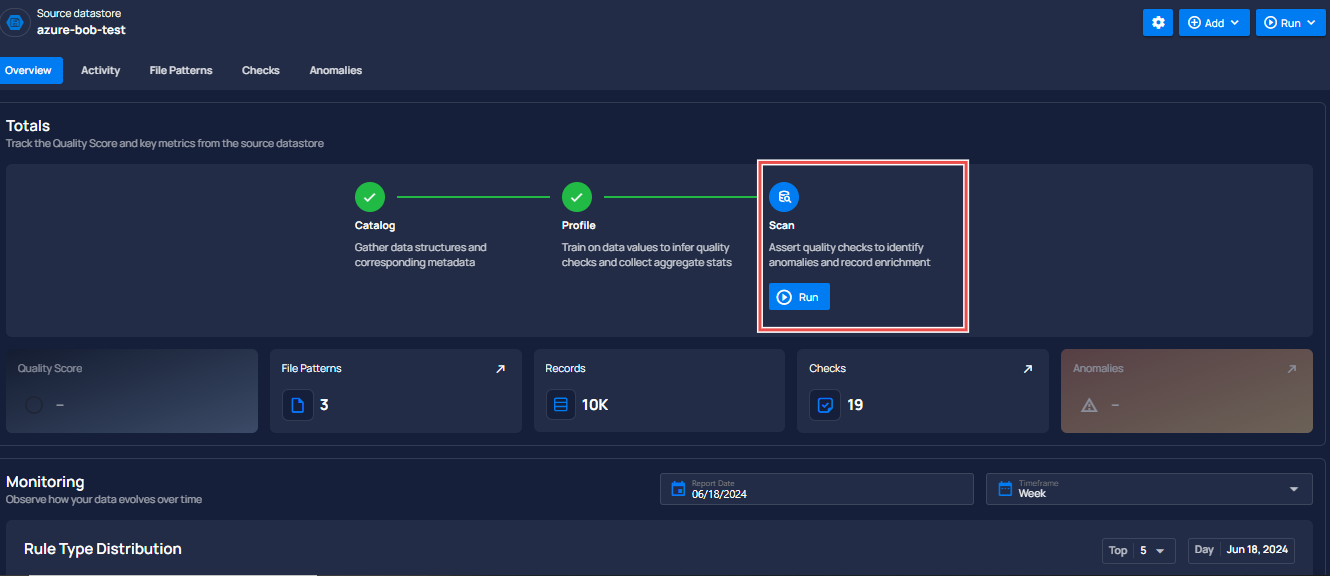 Source datastore
azure-bob-test
Add
Run
Overview
Activity
File Patterns
Checks
Anomalies
Totals
Track the Quality Score and key metrics from the source datastore
Catalog
Gather data structures and
corresponding metadata
Profile
Train on data values to infer quality
checks and collect aggregate stats
Scan
Assert quality checks to identify
anomalies and record enrichment
Run
Quality Score
–
File Patterns
3
Records
10K
Checks
19
Anomalies
–
Monitoring
Observe how your data evolves over time
Report Date
06/18/2024
Timeframe
Week
Rule Type Distribution
Top 5
Day Jun 18, 2024